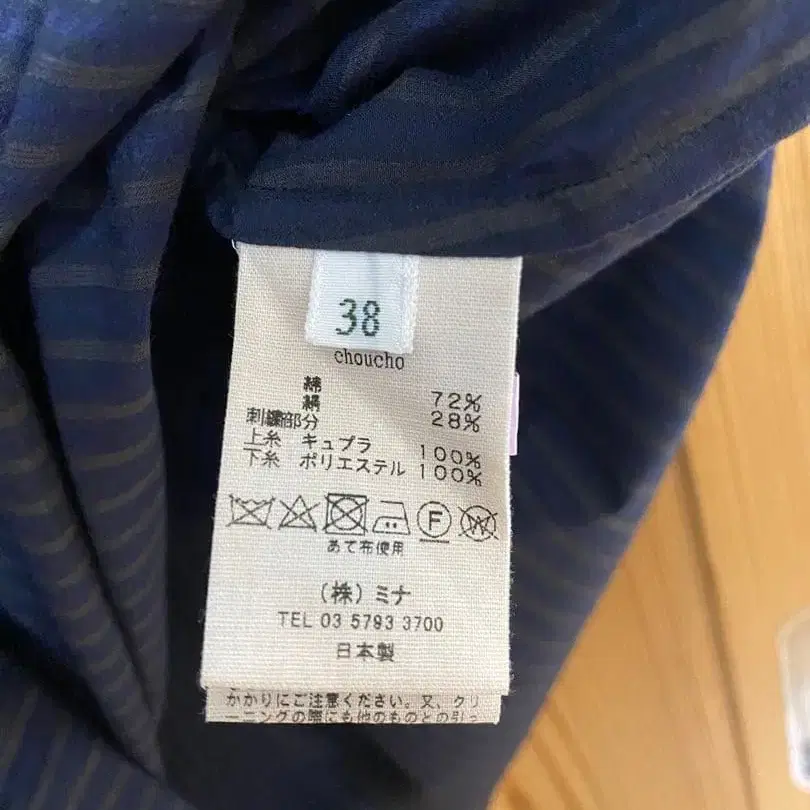 38
choucho
綿 72%
絹 28%
刺繍部分
上糸 キュプラ 100%
下糸 ポリエステル 100%
F
W
あて布使用
(株)ミナ
TEL 03 5793 3700
日本製
かかりにご注意ください。又、クリ
ーニングの際にも他のものとの引っ